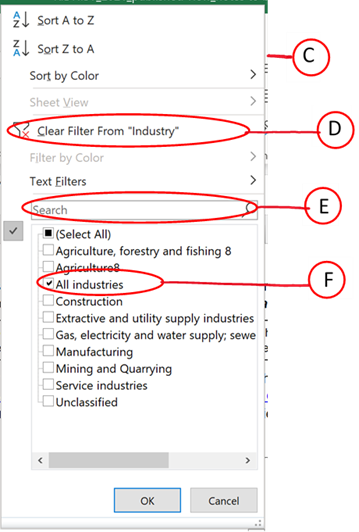 Sort A to Z
Sort Z to A
C
Sort by Color
Sheet View
Clear Filter From "Industry"
D
Filter by Color
Text Filters
Search
E
(Select All)
Agriculture, forestry and fishing 8
Agriculture8
All industries
F
Construction
Extractive and utility supply industries
Gas, electricity and water supply; sewe
Manufacturing
Mining and Quarrying
Service industries
Unclassified
OK
Cancel